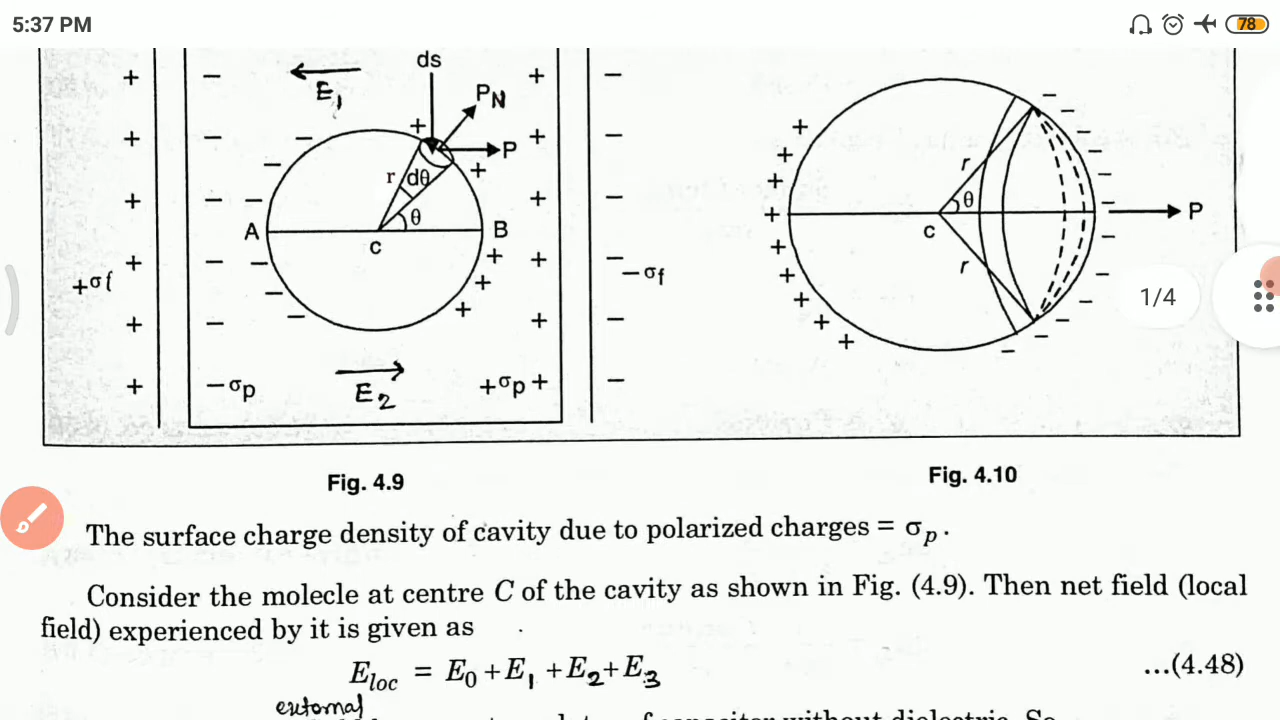 5:37 PM
78
ds
E₁
P_N
P
r
dθ
θ
A
B
C
+σf
−σf
−σp
+σp +
E₂
r
θ
C
r
P
1/4
Fig. 4.9
Fig. 4.10
The surface charge density of cavity due to polarized charges = σp.
Consider the molecle at centre C of the cavity as shown in Fig. (4.9). Then net field (local
field) experienced by it is given as
E_loc = E₀ + E₁ + E₂ + E₃ ...(4.48)
external